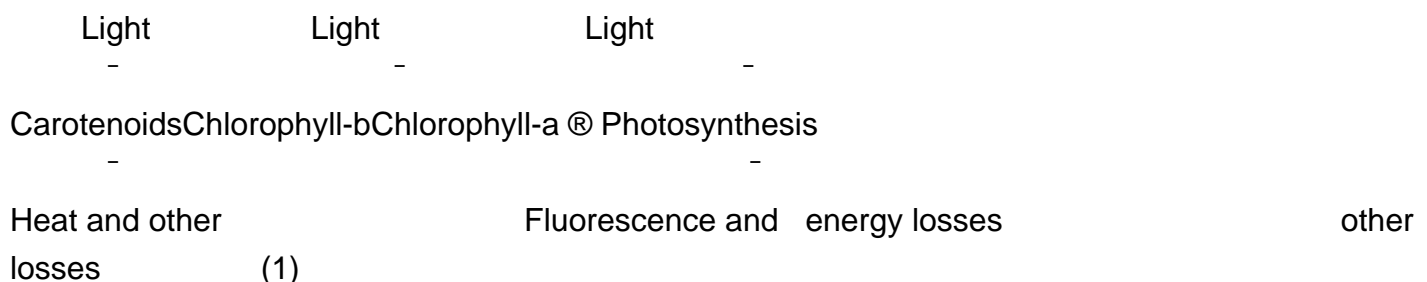 Light Light Light
- - -
CarotenoidsChlorophyll-bChlorophyll-a ® Photosynthesis
- -
Heat and other Fluorescence and energy losses other
losses (1)